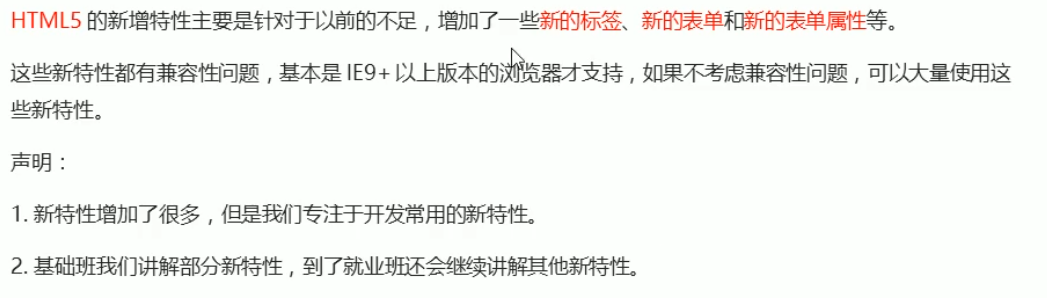 HTML5 的新增特性主要是针对于以前的不足，增加了一些新的标签、新的表单和新的表单属性等。
这些新特性都有兼容性问题，基本是 IE9+ 以上版本的浏览器才支持，如果不考虑兼容性问题，可以大量使用这
些新特性。
声明：
1. 新特性增加了很多，但是我们专注于开发常用的新特性。
2. 基础班我们讲解部分新特性，到了就业班还会继续讲解其他新特性。